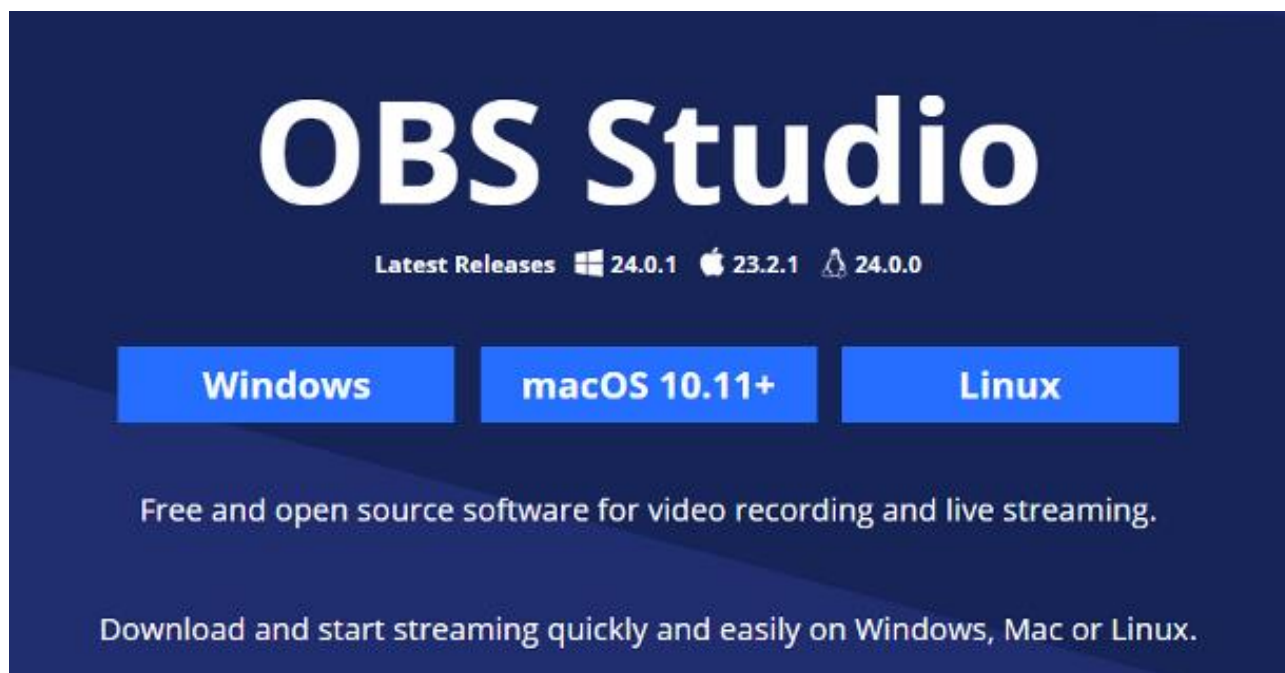 OBS Studio
Latest Releases 24.0.1 23.2.1 24.0.0
Windows macOS 10.11+ Linux
Free and open source software for video recording and live streaming.
Download and start streaming quickly and easily on Windows, Mac or Linux.